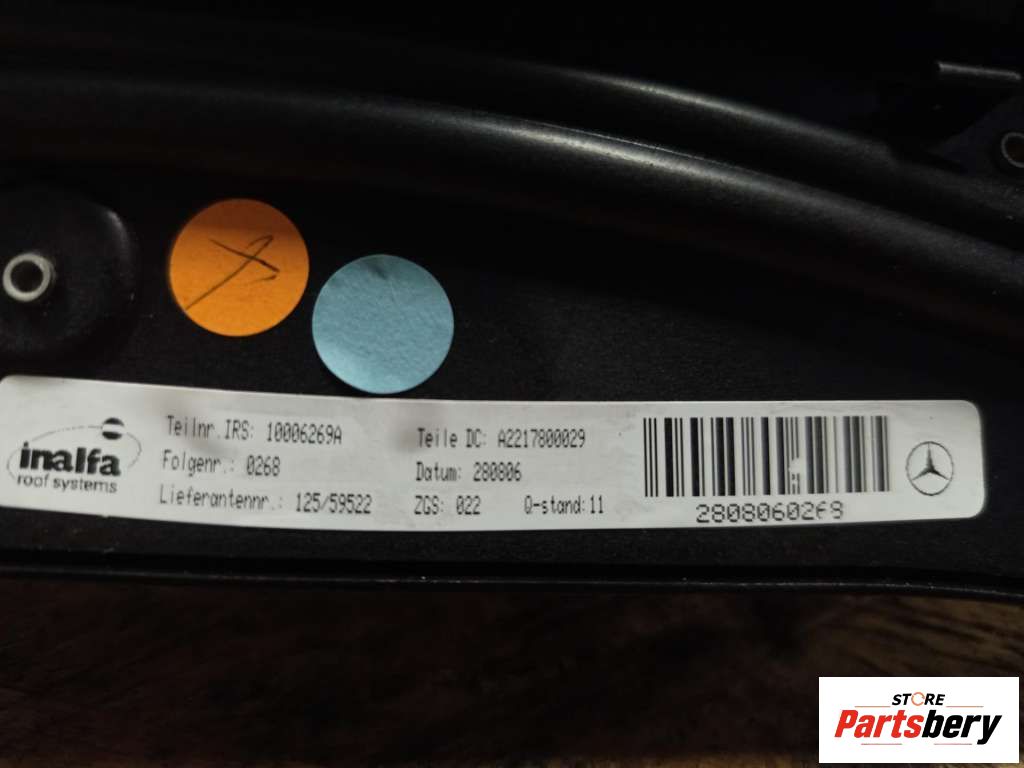 inalfa
roof systems
Teilnr.IRS: 10006269A
Folgenr.: 0268
Lieferantennr.: 125/59522
Teile DC: A2217800029
Datum: 280806
ZGS: 022 Q-stand:11
2808060268
STORE
Partsbery